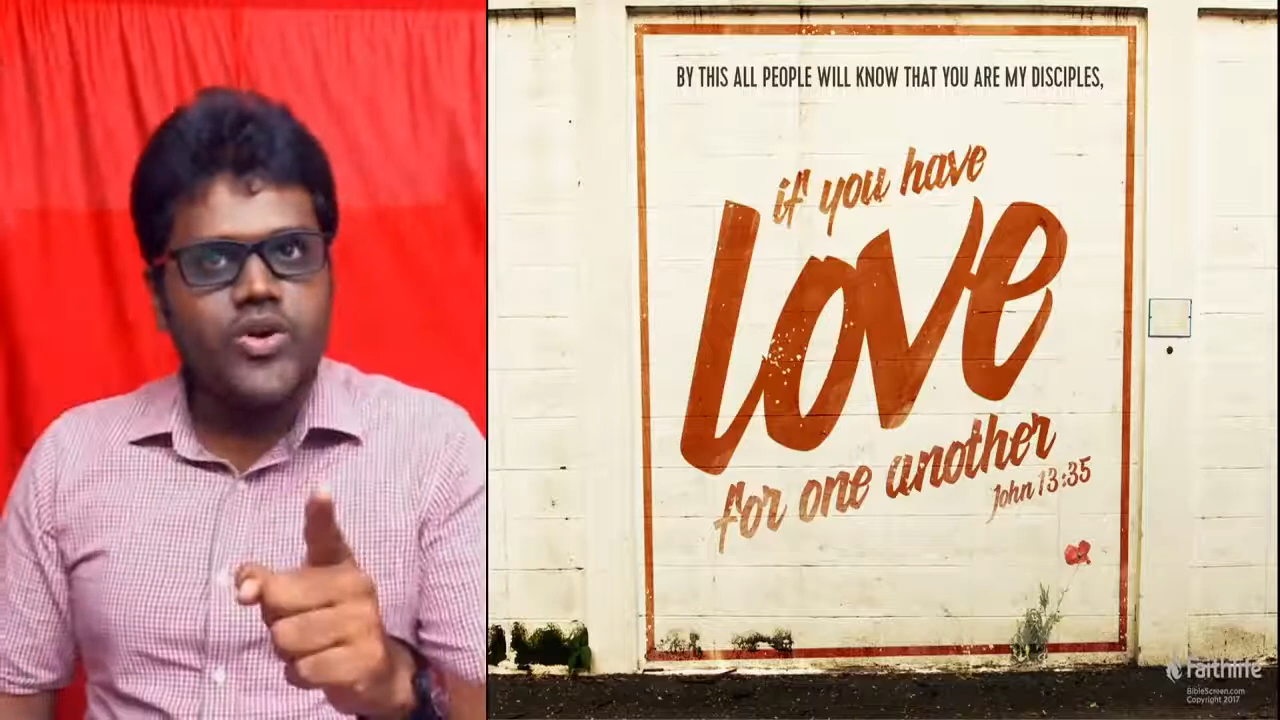 BY THIS ALL PEOPLE WILL KNOW THAT YOU ARE MY DISCIPLES,
if you have
LOVE
for one another
John 13:35
Faithlife
BibleScreen.com
Copyright 2017